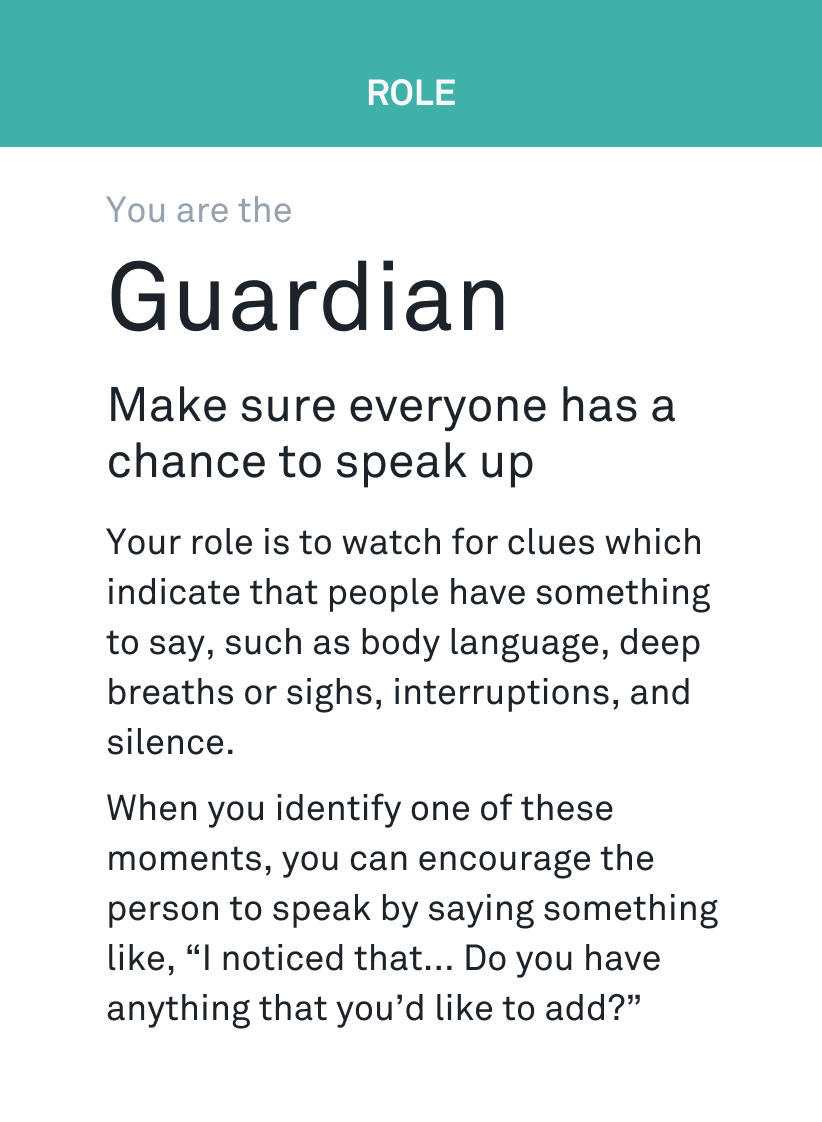 ROLE
You are the
Guardian
Make sure everyone has a
chance to speak up
Your role is to watch for clues which
indicate that people have something
to say, such as body language, deep
breaths or sighs, interruptions, and
silence.
When you identify one of these
moments, you can encourage the
person to speak by saying something
like, “I noticed that... Do you have
anything that you’d like to add?”